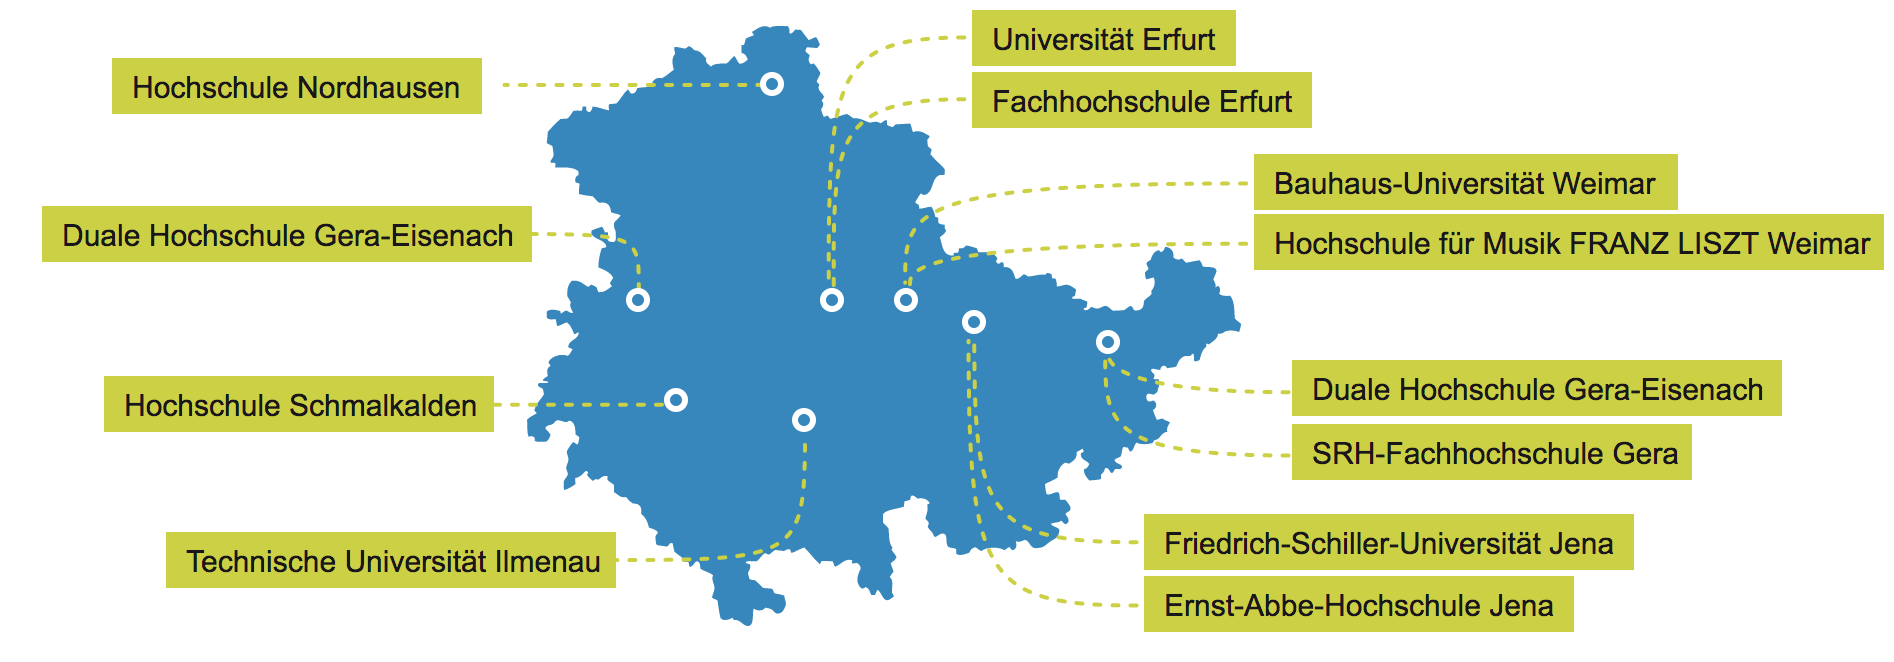 Universität Erfurt
Hochschule Nordhausen
Fachhochschule Erfurt
Bauhaus-Universität Weimar
Duale Hochschule Gera-Eisenach
Hochschule für Musik FRANZ LISZT Weimar
Hochschule Schmalkalden
Duale Hochschule Gera-Eisenach
SRH-Fachhochschule Gera
Technische Universität Ilmenau
Friedrich-Schiller-Universität Jena
Ernst-Abbe-Hochschule Jena